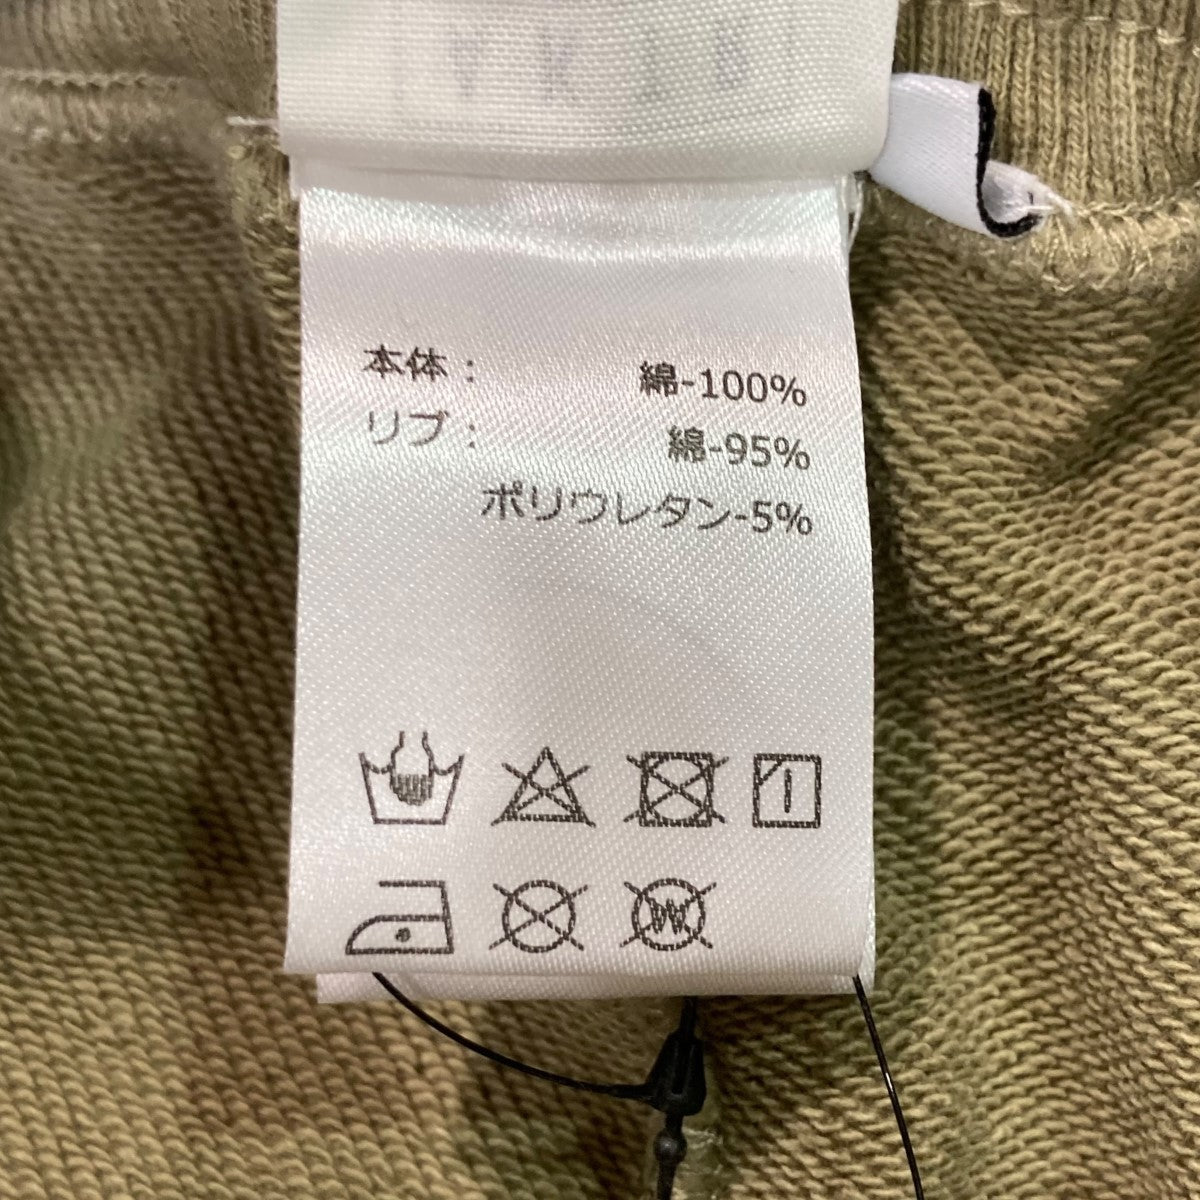 本体： 綿-100%
リブ： 綿-95%
ポリウレタン-5%
W